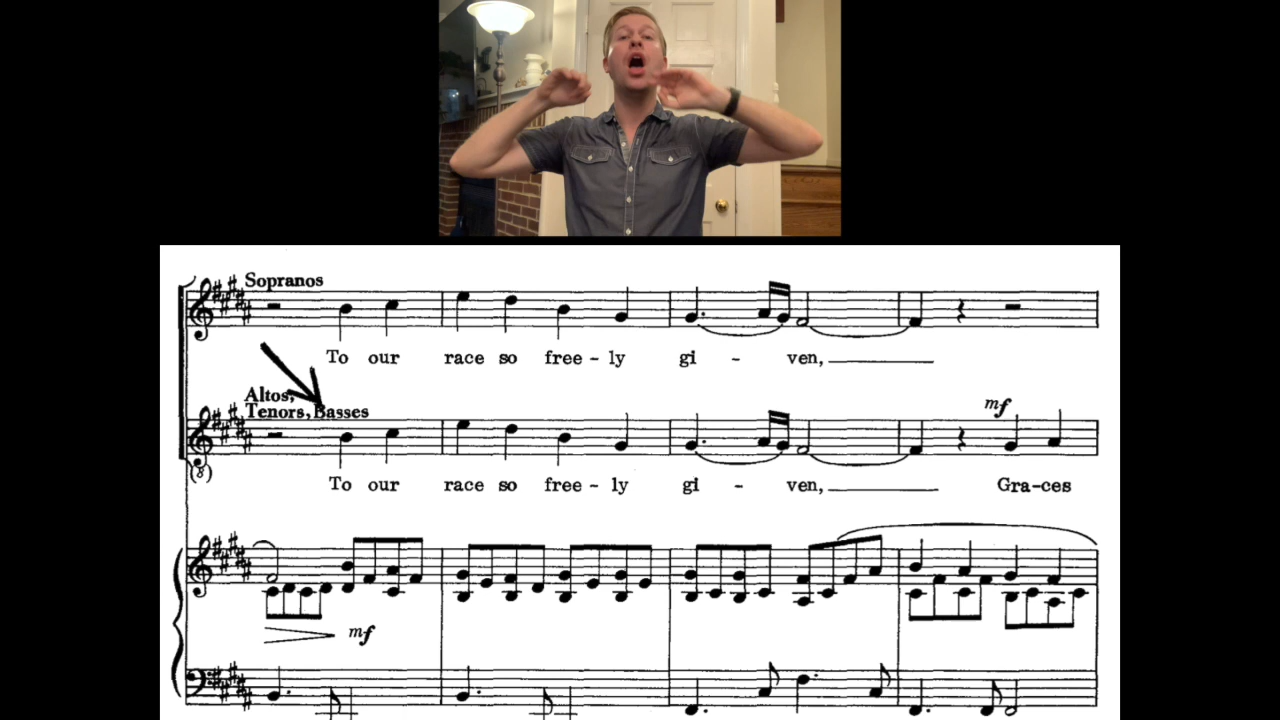 Sopranos
To our race so free - ly gi - ven,
Altos,
Tenors, Basses
mf
To our race so free - ly gi - ven, Gra-ces
mf
(8)